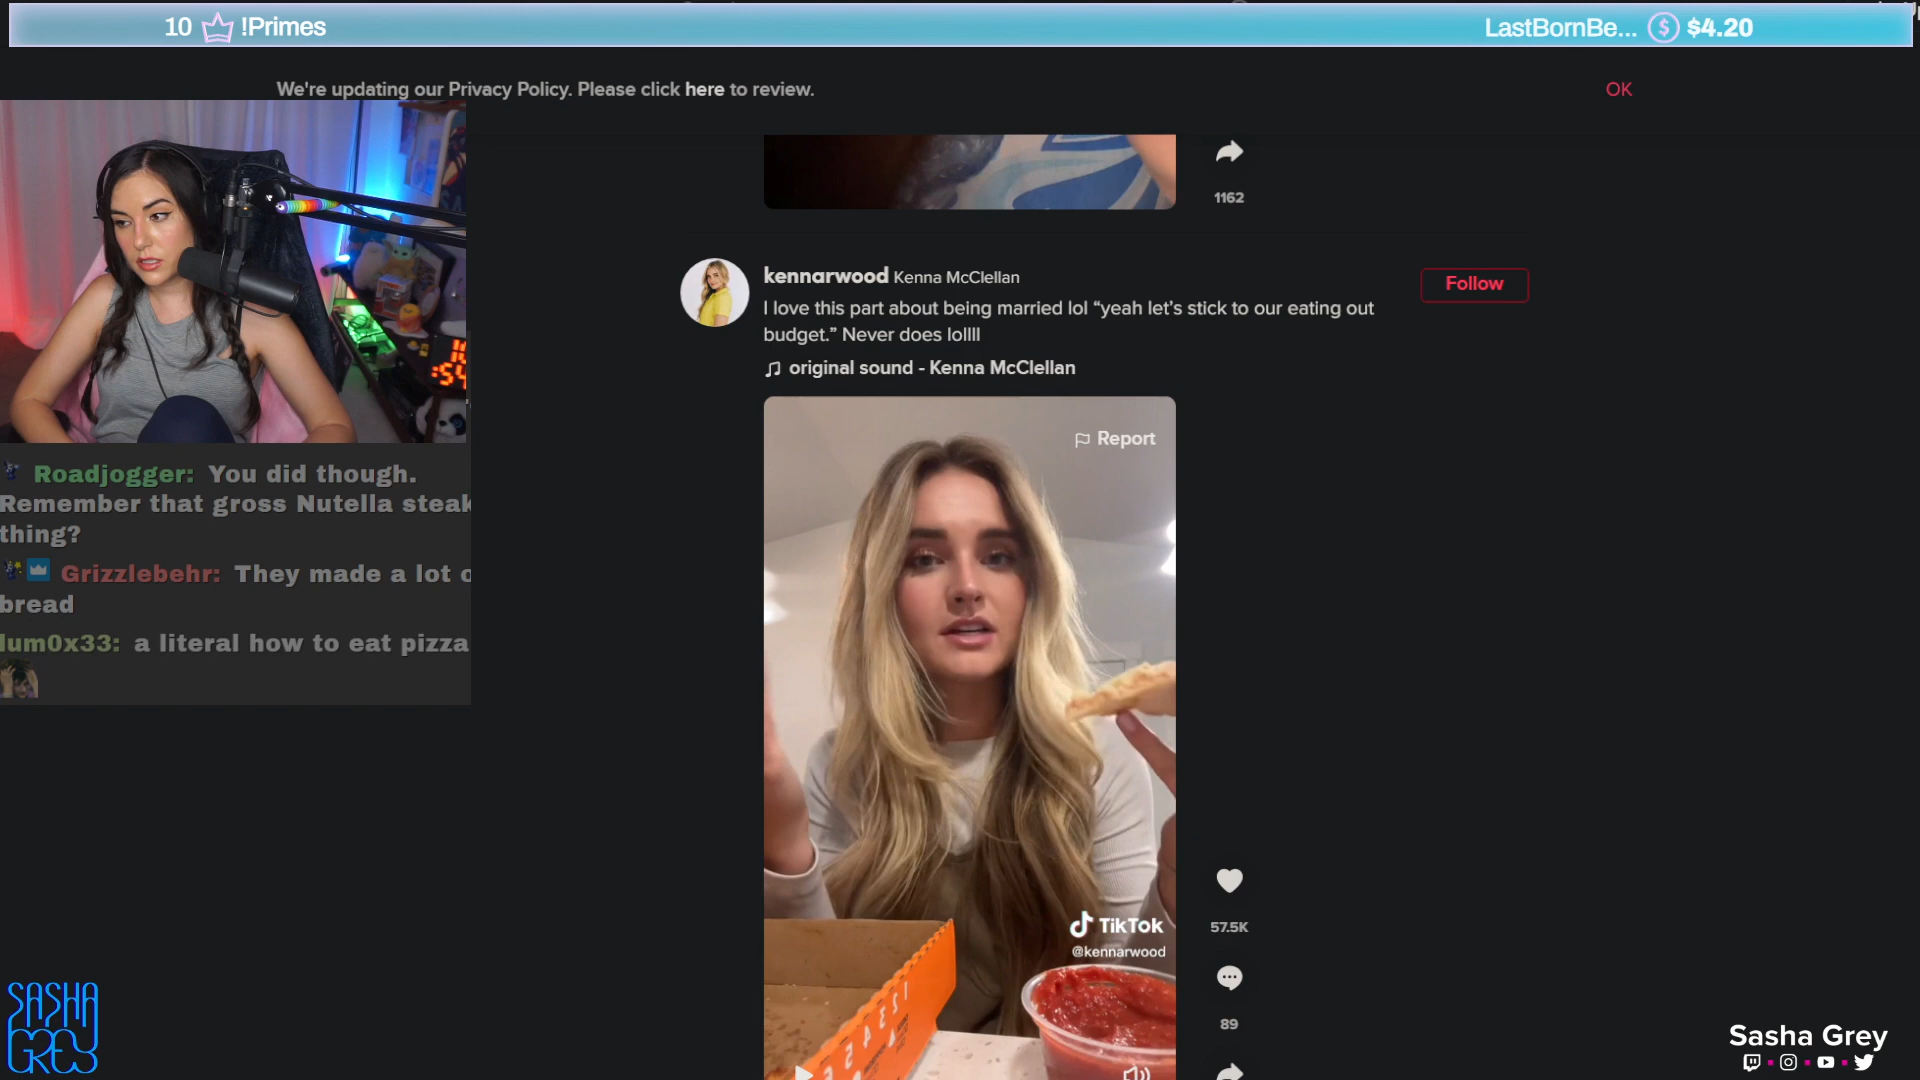 10 !Primes
LastBornBe... $4.20
We're updating our Privacy Policy. Please click here to review.
OK
1162
kennarwood Kenna McClellan
Follow
I love this part about being married lol “yeah let's stick to our eating out
budget.” Never does lollll
original sound - Kenna McClellan
Report
Roadjogger: You did though.
Remember that gross Nutella steak
thing?
Grizzlebehr: They made a lot
bread
lum0x33: a literal how to eat pizza
TikTok
@kennarwood
57.5K
89
SASHA
GREY
Sasha Grey